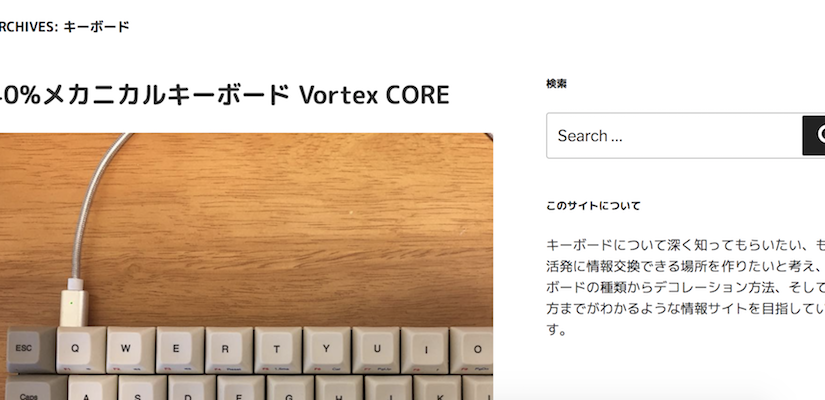 RCHIVES: キーボード
40%メカニカルキーボード Vortex CORE
ESC Q W E R T Y U I O
Caps A S D F G H J K L
検索
Search ...
このサイトについて
キーボードについて深く知ってもらいたい、も
活発に情報交換できる場所を作りたいと考え、
ボードの種類からデコレーション方法、そして
方までがわかるような情報サイトを目指してい
す。